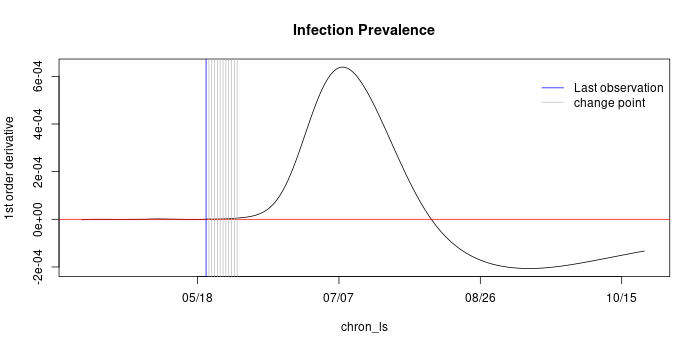 Infection Prevalence
1st order derivative
6e-04
4e-04
2e-04
0e+00
-2e-04
Last observation
change point
05/18
07/07
08/26
10/15
chron_ls